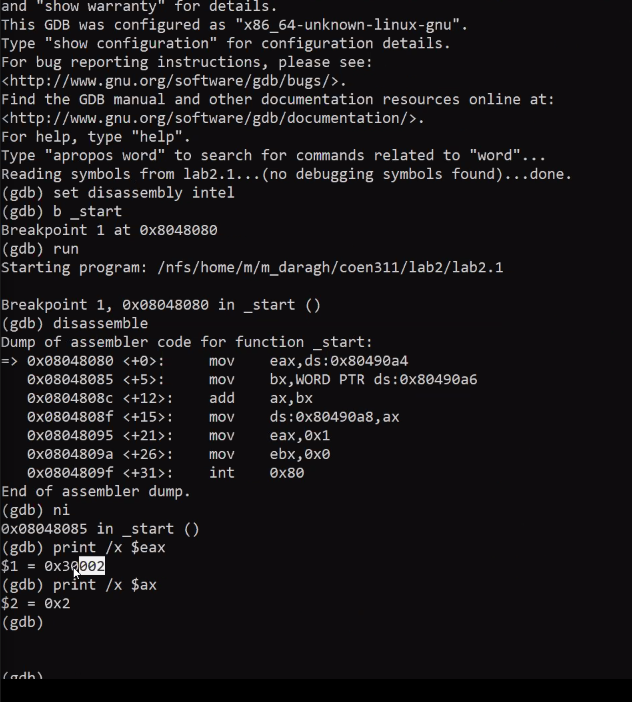 and "show warranty" for details.
This GDB was configured as "x86_64-unknown-linux-gnu".
Type "show configuration" for configuration details.
For bug reporting instructions, please see:
<http://www.gnu.org/software/gdb/bugs/>.
Find the GDB manual and other documentation resources online at:
<http://www.gnu.org/software/gdb/documentation/>.
For help, type "help".
Type "apropos word" to search for commands related to "word"...
Reading symbols from lab2.1...(no debugging symbols found)...done.
(gdb) set disassembly intel
(gdb) b _start
Breakpoint 1 at 0x8048080
(gdb) run
Starting program: /nfs/home/m/m_daragh/coen311/lab2/lab2.1
Breakpoint 1, 0x08048080 in _start ()
(gdb) disassemble
Dump of assembler code for function _start:
=> 0x08048080 <+0>: mov eax,ds:0x80490a4
0x08048085 <+5>: mov bx,WORD PTR ds:0x80490a6
0x0804808c <+12>: add ax,bx
0x0804808f <+15>: mov ds:0x80490a8,ax
0x08048095 <+21>: mov eax,0x1
0x0804809a <+26>: mov ebx,0x0
0x0804809f <+31>: int 0x80
End of assembler dump.
(gdb) ni
0x08048085 in _start ()
(gdb) print /x $eax
$1 = 0x30002
(gdb) print /x $ax
$2 = 0x2
(gdb)
(gdb)